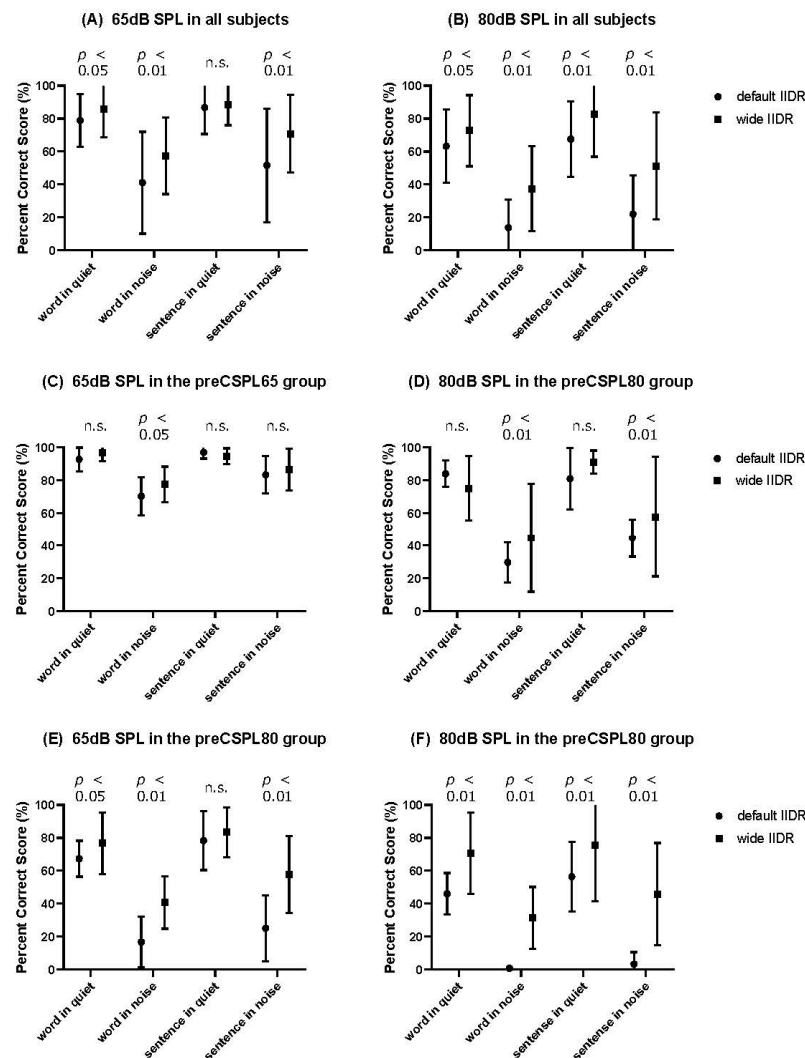 (A) 65dB SPL in all subjects
p < 0.05
p < 0.01
n.s.
p < 0.01
Percent Correct Score (%)
100
80
60
40
20
0
word in quiet
word in noise
sentence in quiet
sentence in noise
(B) 80dB SPL in all subjects
p < 0.05
p < 0.01
p < 0.01
p < 0.01
Percent Correct Score (%)
100
80
60
40
20
0
word in quiet
word in noise
sentence in quiet
sentence in noise
default IIDR
wide IIDR
(C) 65dB SPL in the preCSPL65 group
n.s.
p < 0.05
n.s.
n.s.
Percent Correct Score (%)
100
80
60
40
20
0
word in quiet
word in noise
sentence in quiet
sentence in noise
(D) 80dB SPL in the preCSPL80 group
n.s.
p < 0.01
n.s.
p < 0.01
Percent Correct Score (%)
100
80
60
40
20
0
word in quiet
word in noise
sentence in quiet
sentence in noise
default IIDR
wide IIDR
(E) 65dB SPL in the preCSPL80 group
p < 0.05
p < 0.01
n.s.
p < 0.01
Percent Correct Score (%)
100
80
60
40
20
0
word in quiet
word in noise
sentence in quiet
sentence in noise
(F) 80dB SPL in the preCSPL80 group
p < 0.01
p < 0.01
p < 0.01
p < 0.01
Percent Correct Score (%)
100
80
60
40
20
0
word in quiet
word in noise
sentense in quiet
sentense in noise
default IIDR
wide IIDR